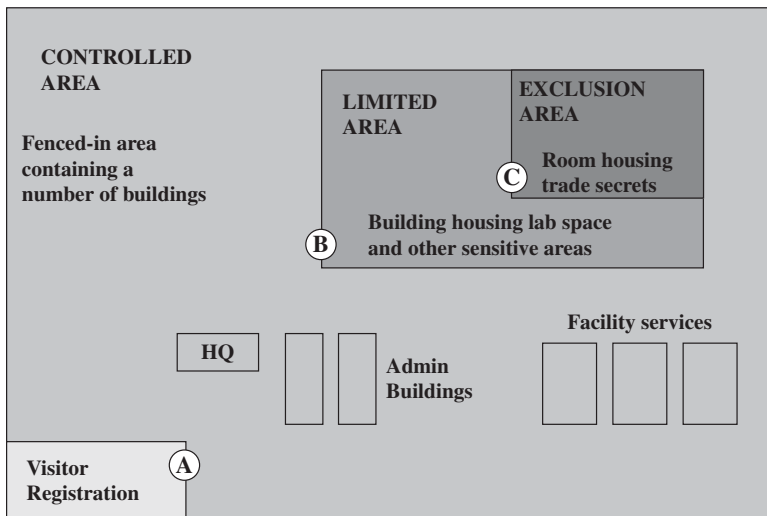 CONTROLLED
AREA
Fenced-in area
containing a
number of buildings
LIMITED
AREA
EXCLUSION
AREA
Room housing
trade secrets
C
Building housing lab space
and other sensitive areas
B
HQ
Admin
Buildings
Facility services
Visitor
Registration
A